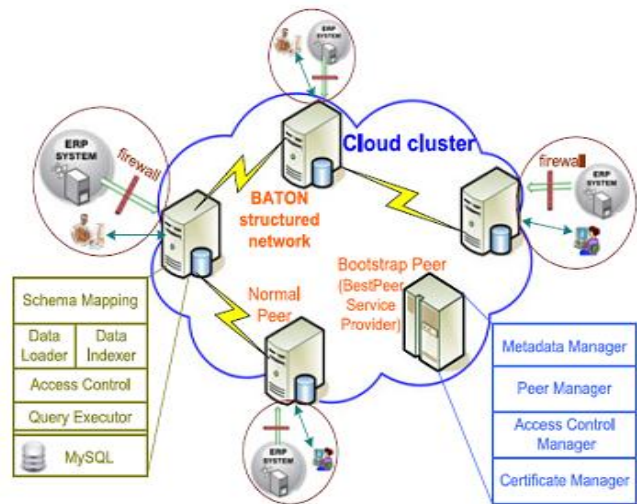 ERP
SYSTEM
Cloud cluster
ERP
SYSTEM
firewall
firewall
ERP
SYSTEM
BATON
structured
network
Bootstrap Peer
(BestPeer
Service
Provider)
Normal
Peer
Schema Mapping
Data
Loader
Data
Indexer
Access Control
Query Executor
MySQL
Metadata Manager
Peer Manager
Access Control
Manager
Certificate Manager
ERP
SYSTEM